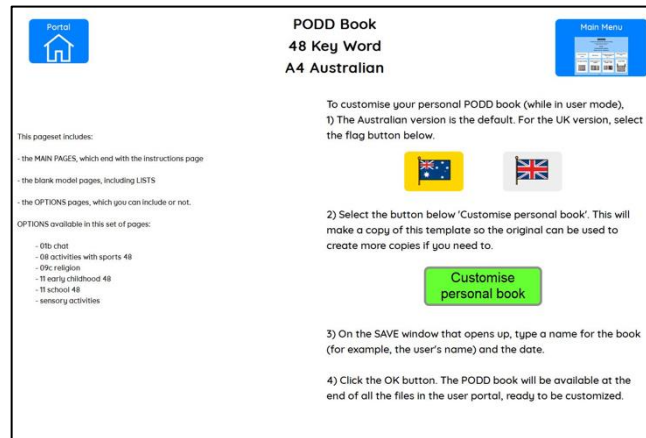 Portal
PODD Book
48 Key Word
A4 Australian
Main Menu
This pageset includes:
- the MAIN PAGES, which end with the instructions page
- the blank model pages, including LISTS
- the OPTIONS pages, which you can include or not.
OPTIONS available in this set of pages:
- 01b chat
- 08 activities with sports 48
- 09c religion
- 11 early childhood 48
- 11 school 48
- sensory activities
To customise your personal PODD book (while in user mode),
1) The Australian version is the default. For the UK version, select
the flag button below.
2) Select the button below 'Customise personal book'. This will
make a copy of this template so the original can be used to
create more copies if you need to.
Customise
personal book
3) On the SAVE window that opens up, type a name for the book
(for example, the user's name) and the date.
4) Click the OK button. The PODD book will be available at the
end of all the files in the user portal, ready to be customized.